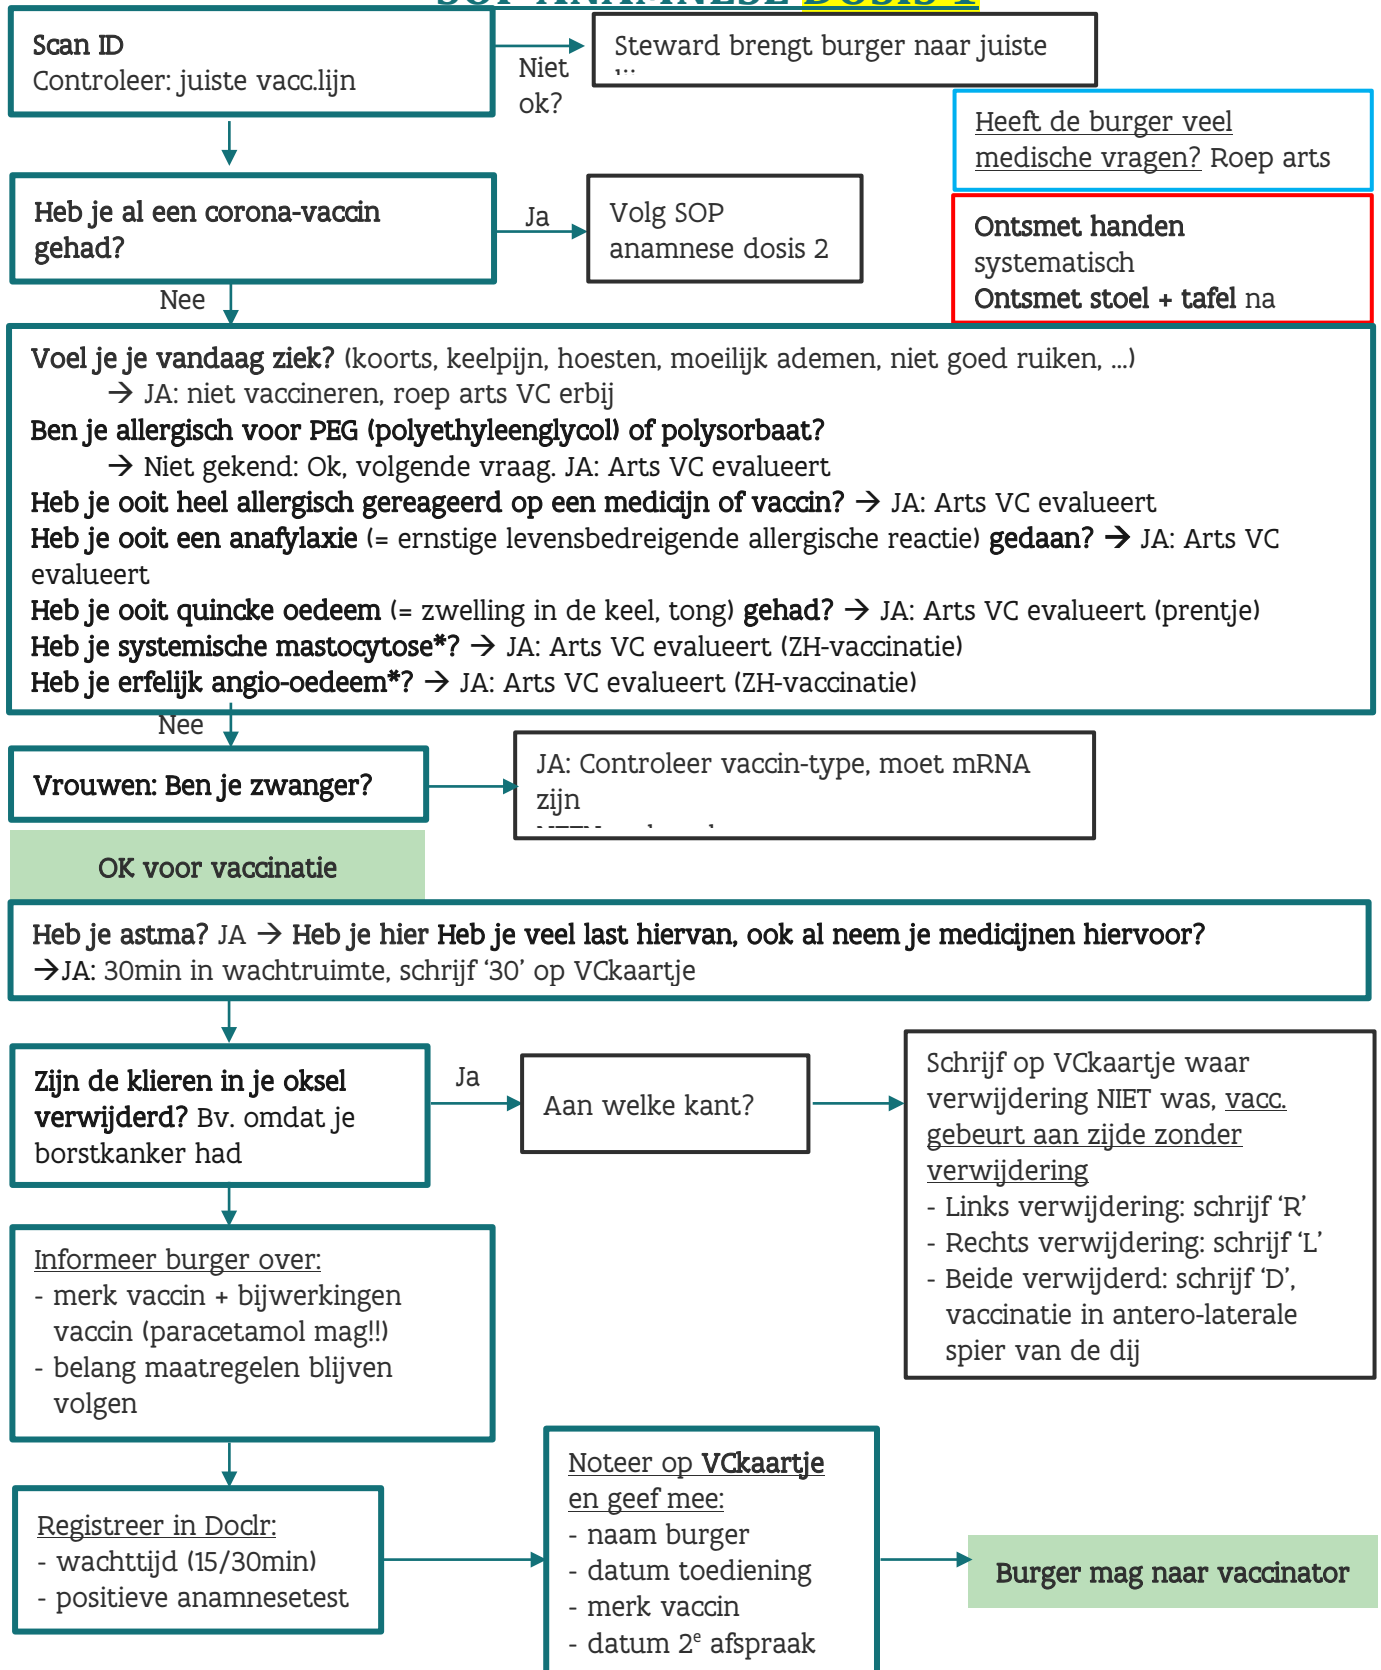 SOP ANAMNESE DOSIS 1
Scan ID
Controleer: juiste vacc.lijn
Niet
ok?
Steward brengt burger naar juiste
Heeft de burger veel
medische vragen? Roep arts
Heb je al een corona-vaccin
gehad?
Ja
Volg SOP
anamnese dosis 2
Ontsmet handen
systematisch
Ontsmet stoel + tafel na
Nee
Voel je je vandaag ziek? (koorts, keelpijn, hoesten, moeilijk ademen, niet goed ruiken, ...)
→ JA: niet vaccineren, roep arts VC erbij
Ben je allergisch voor PEG (polyethyleenglycol) of polysorbaat?
→ Niet gekend: Ok, volgende vraag. JA: Arts VC evalueert
Heb je ooit heel allergisch gereageerd op een medicijn of vaccin? → JA: Arts VC evalueert
Heb je ooit een anafylaxie (= ernstige levensbedreigende allergische reactie) gedaan? → JA: Arts VC
evalueert
Heb je ooit quincke oedeem (= zwelling in de keel, tong) gehad? → JA: Arts VC evalueert (prentje)
Heb je systemische mastocytose*? → JA: Arts VC evalueert (ZH-vaccinatie)
Heb je erfelijk angio-oedeem*? → JA: Arts VC evalueert (ZH-vaccinatie)
Nee
Vrouwen: Ben je zwanger?
JA: Controleer vaccin-type, moet mRNA
zijn
OK voor vaccinatie
Heb je astma? JA → Heb je hier Heb je veel last hiervan, ook al neem je medicijnen hiervoor?
→JA: 30min in wachtruimte, schrijf ‘30’ op VCkaartje
Zijn de klieren in je oksel
verwijderd? Bv. omdat je
borstkanker had
Ja
Aan welke kant?
Schrijf op VCkaartje waar
verwijdering NIET was, vacc.
gebeurt aan zijde zonder
verwijdering
- Links verwijdering: schrijf ‘R’
- Rechts verwijdering: schrijf ‘L’
- Beide verwijderd: schrijf ‘D’,
vaccinatie in antero-laterale
spier van de dij
Informeer burger over:
- merk vaccin + bijwerkingen
vaccin (paracetamol mag!!)
- belang maatregelen blijven
volgen
Registreer in Doclr:
- wachttijd (15/30min)
- positieve anamnesetest
Noteer op VCkaartje
en geef mee:
- naam burger
- datum toediening
- merk vaccin
- datum 2e afspraak
Burger mag naar vaccinator